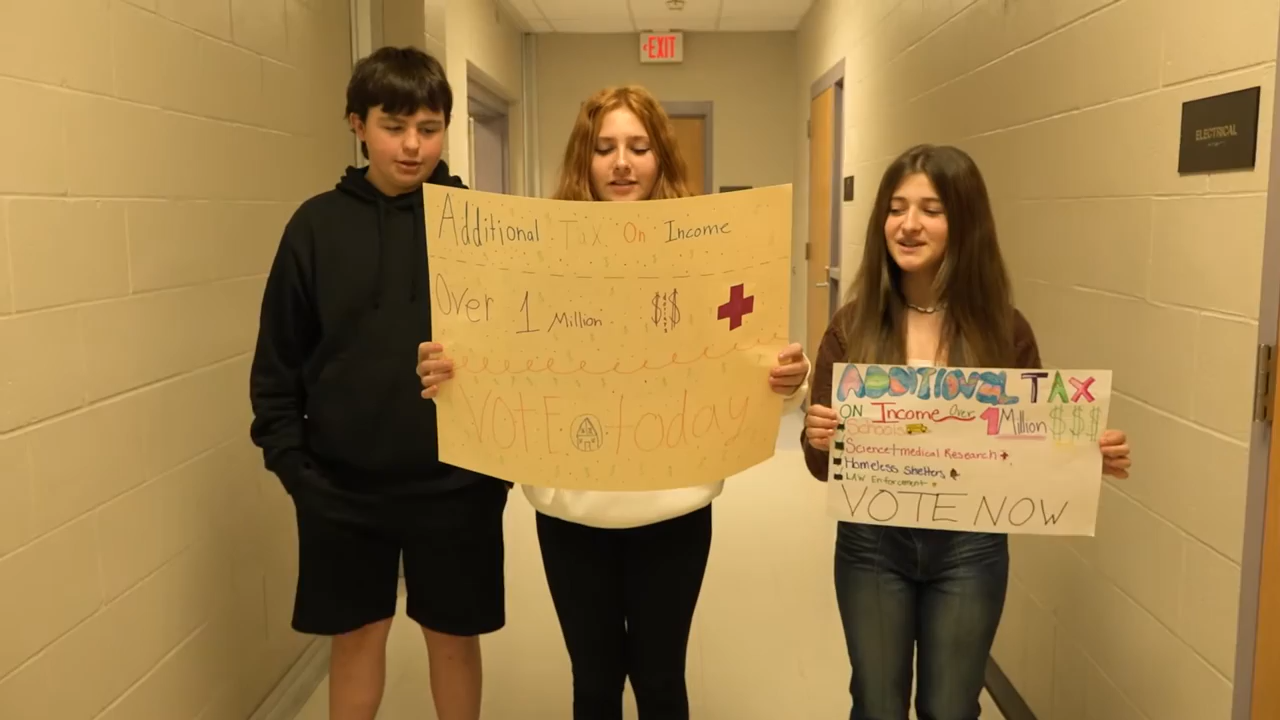 EXIT
ELECTRICAL
Additional Tax On Income
Over 1 Million $$
VOTE today
ADDITIONAL TAX
ON Income Over 1 Million $$$
Schools
Science + medical Research +
Homeless Shelters
LAW Enforcement
VOTE NOW